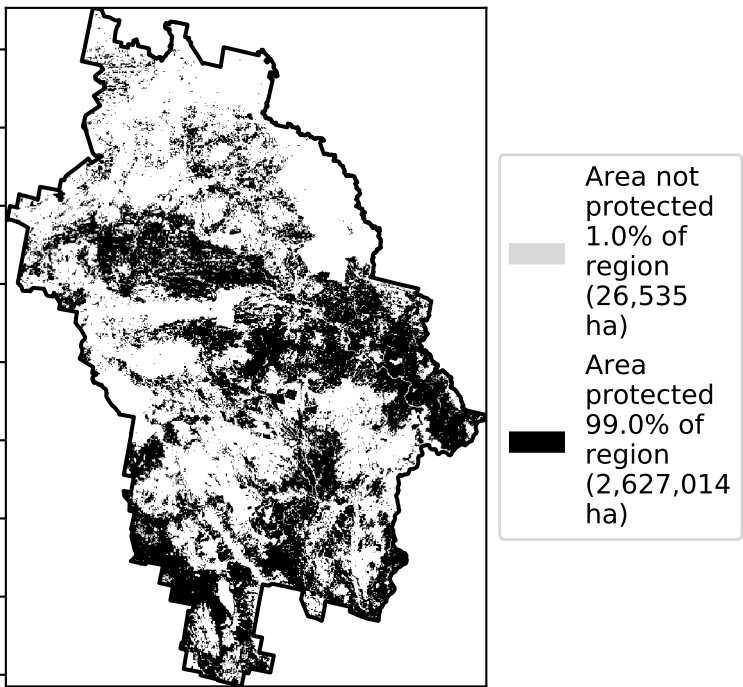 Area not
protected
1.0% of
region
(26,535
ha)
Area
protected
99.0% of
region
(2,627,014
ha)